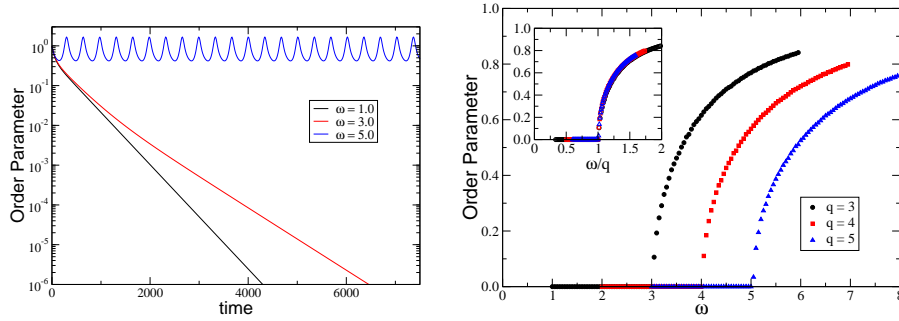 10^0
10^-1
10^-2
10^-3
10^-4
10^-5
10^-6
Order Parameter
ω = 1.0
ω = 3.0
ω = 5.0
0 2000 4000 6000
time
1.0
0.8
0.6
0.4
0.2
0.0
Order Parameter
0.8
0.6
0.4
0.2
0.0
0 0.5 1 1.5 2
ω/q
q = 3
q = 4
q = 5
0 1 2 3 4 5 6 7 8
ω